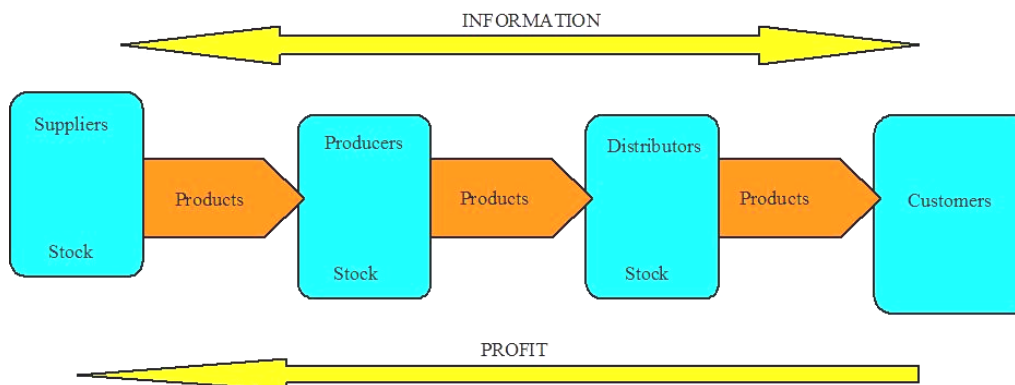 INFORMATION
Suppliers
Stock
Products
Producers
Stock
Products
Distributors
Stock
Products
Customers
PROFIT